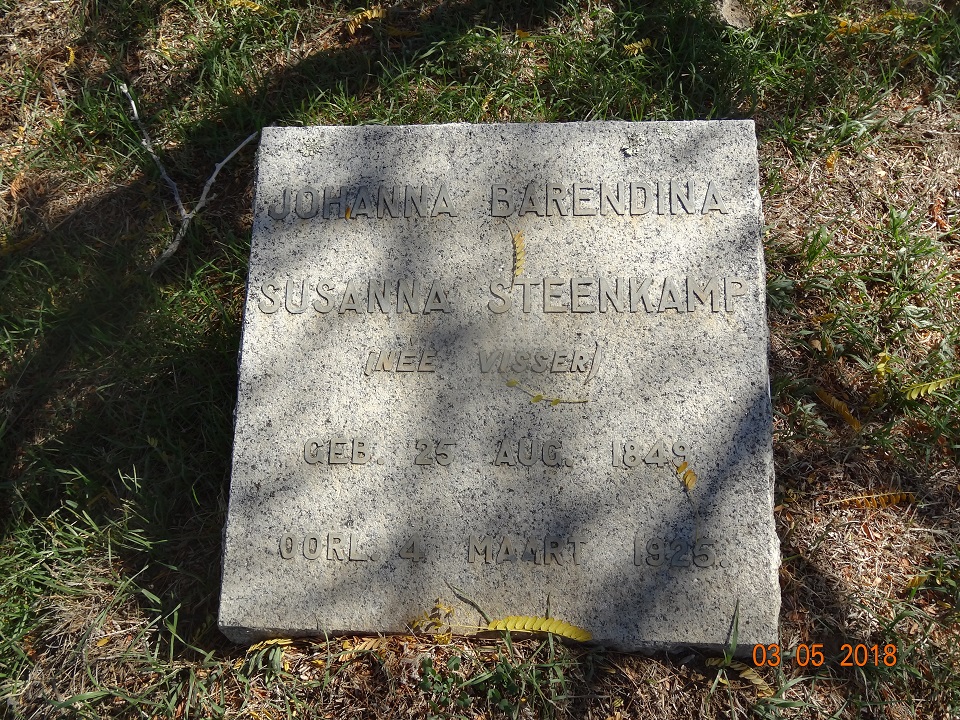 JOHANNA BARENDINA
SUSANNA STEENKAMP
(NEE VISSER)
GEB. 25 AUG. 1849
OORL. 4 MAART 1925.
03 05 2018